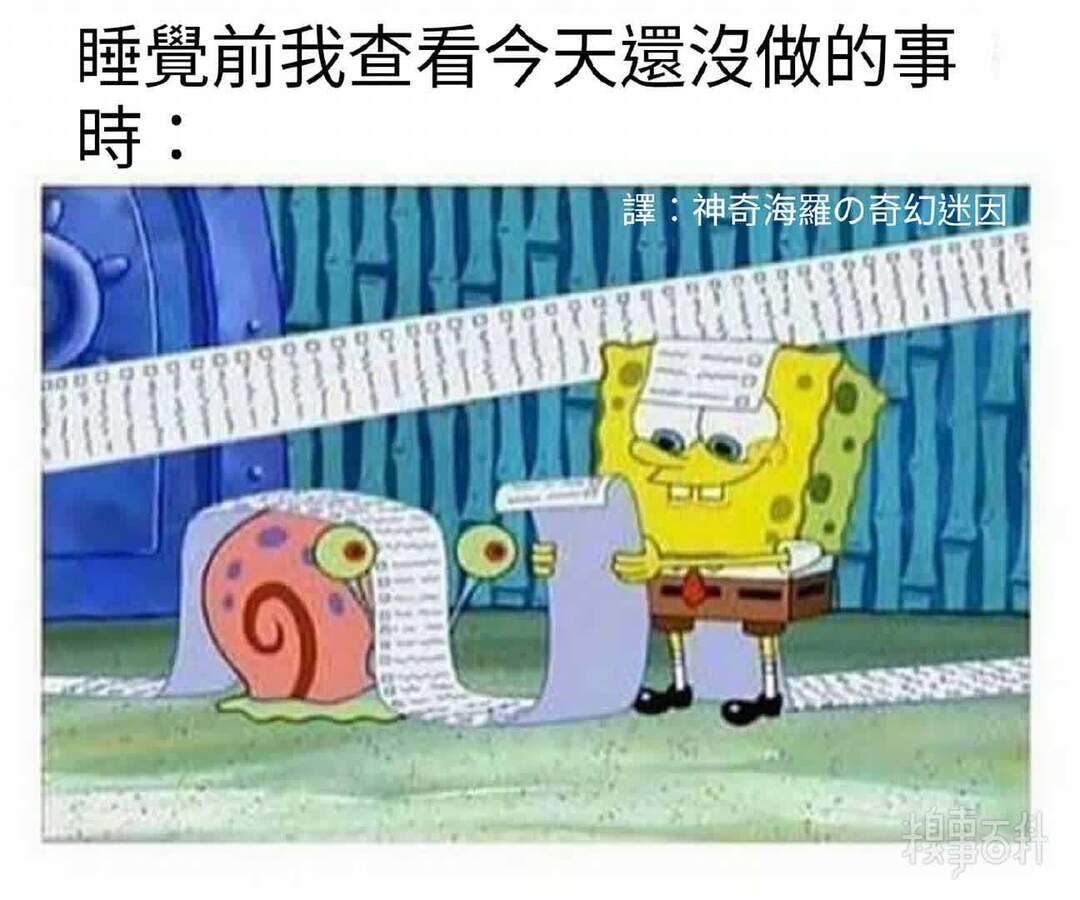 睡覺前我查看今天還沒做的事
時：
譯：神奇海羅の奇幻迷因
糗事百科